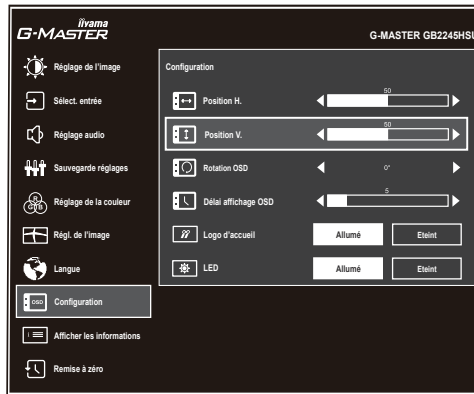 iiyama
G-MASTER
G-MASTER GB2245HSU
Réglage de l'image
Sélect. entrée
Réglage audio
Sauvegarde réglages
R
G B
Réglage de la couleur
Régl. de l'image
Langue
OSD
Configuration
i
Afficher les informations
Remise à zéro
Configuration
Position H.
50
Position V.
50
Rotation OSD
0°
Délai affichage OSD
5
Logo d'accueil
Allumé
Eteint
LED
Allumé
Eteint